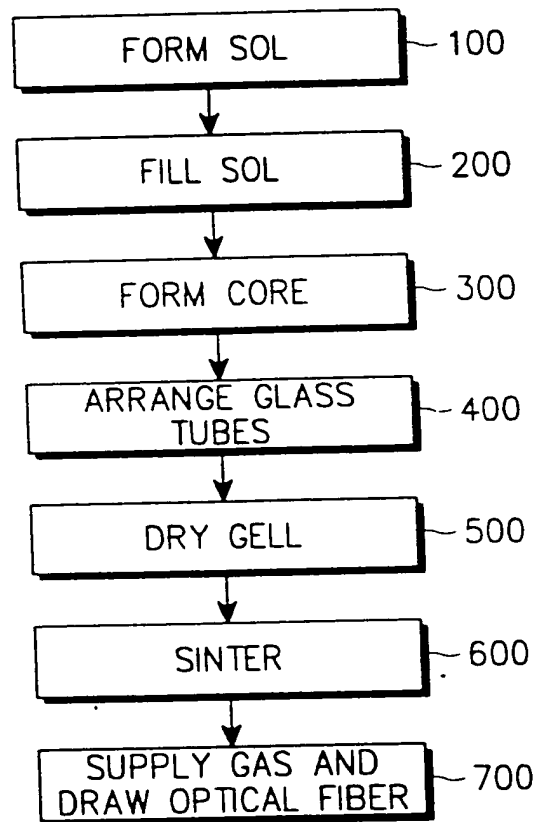 FORM SOL
100
FILL SOL
200
FORM CORE
300
ARRANGE GLASS
TUBES
400
DRY GELL
500
SINTER
600
SUPPLY GAS AND
DRAW OPTICAL FIBER
700